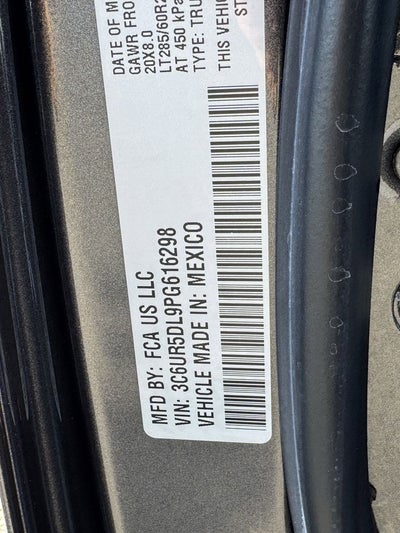 MFD BY: FCA US LLC
VIN: 3C6UR5DL9PG616298
VEHICLE MADE IN: MEXICO
DATE OF M
GAWR FRO
20X8.0
LT285/60R2
AT 450 kPa
TYPE: TRU
THIS VEHIC
ST